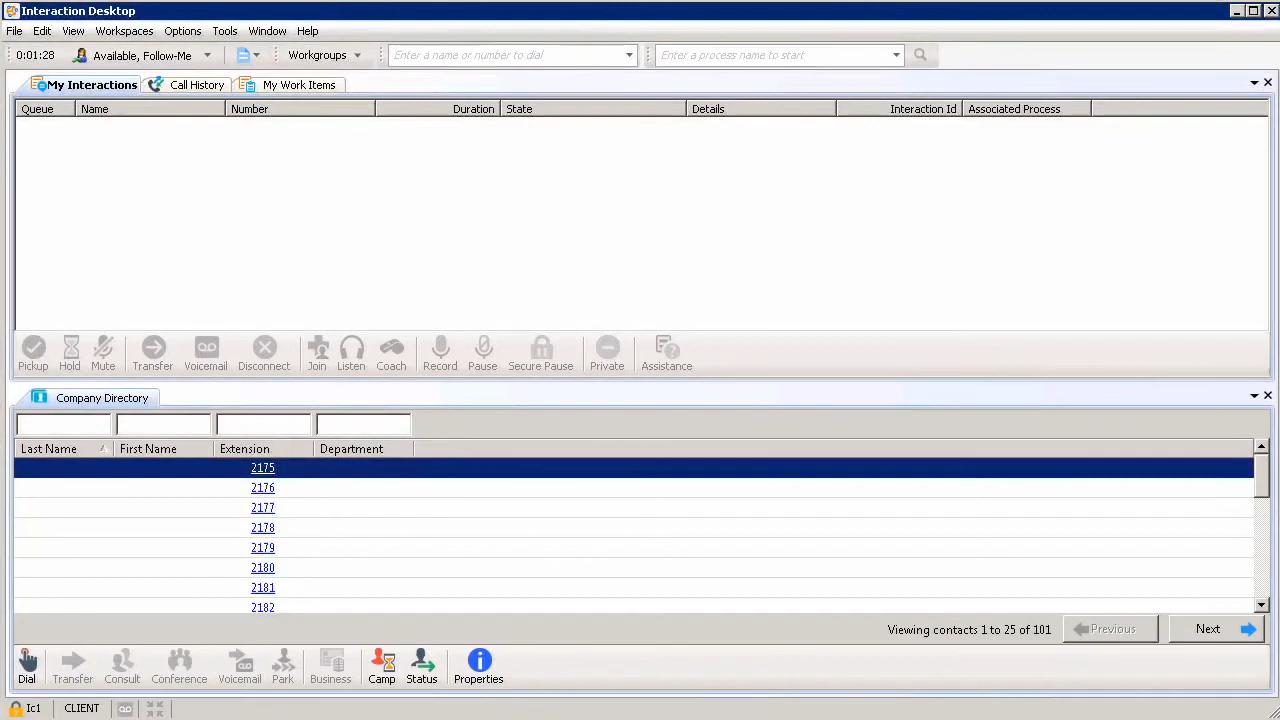 Interaction Desktop
File Edit View Workspaces Options Tools Window Help
0:01:28 Available, Follow-Me Workgroups Enter a name or number to dial Enter a process name to start
My Interactions Call History My Work Items
Queue Name Number Duration State Details Interaction Id Associated Process
Pickup Hold Mute Transfer Voicemail Disconnect Join Listen Coach Record Pause Secure Pause Private Assistance
Company Directory
Last Name First Name Extension Department
2175
2176
2177
2178
2179
2180
2181
2182
Viewing contacts 1 to 25 of 101 Previous Next
Dial Transfer Consult Conference Voicemail Park Business Camp Status Properties
Ic1 CLIENT